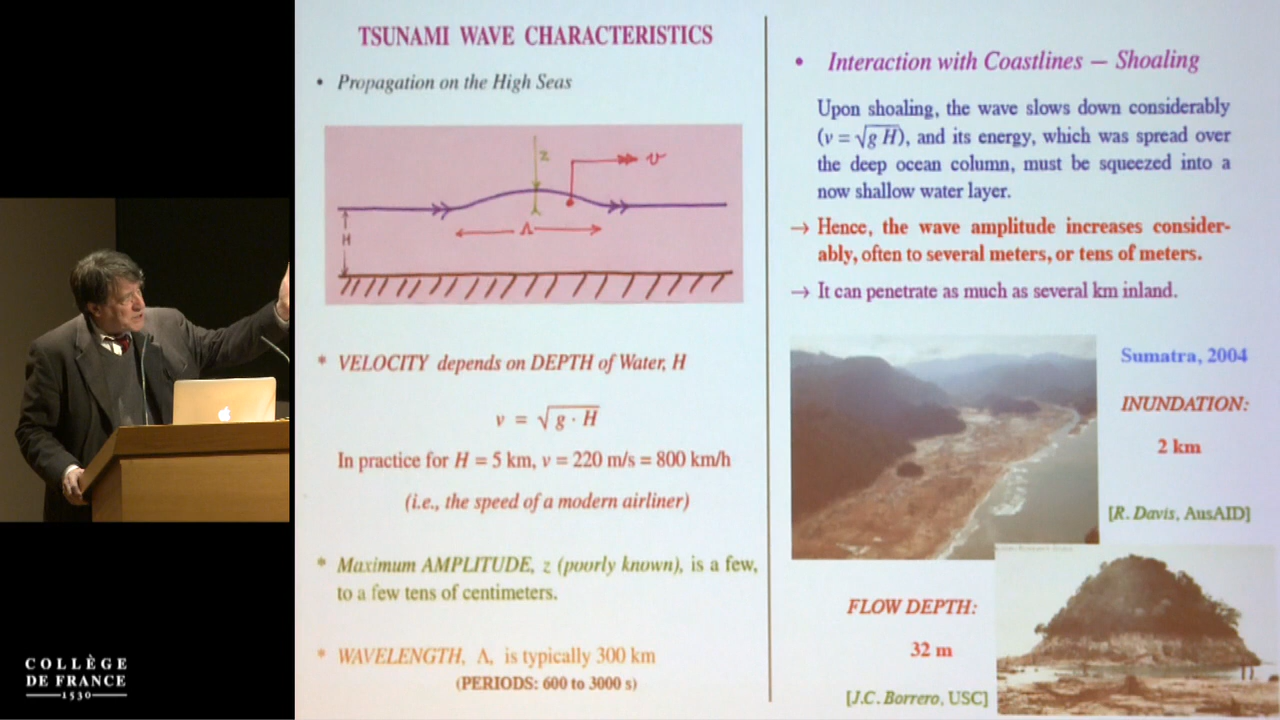 TSUNAMI WAVE CHARACTERISTICS
• Propagation on the High Seas
z
v
Λ
H
* VELOCITY depends on DEPTH of Water, H
v = √g · H
In practice for H = 5 km, v = 220 m/s = 800 km/h
(i.e., the speed of a modern airliner)
* Maximum AMPLITUDE, z (poorly known), is a few,
to a few tens of centimeters.
* WAVELENGTH, Λ, is typically 300 km
(PERIODS: 600 to 3000 s)
• Interaction with Coastlines — Shoaling
Upon shoaling, the wave slows down considerably
(v = √g H), and its energy, which was spread over
the deep ocean column, must be squeezed into a
now shallow water layer.
→ Hence, the wave amplitude increases consider-
ably, often to several meters, or tens of meters.
→ It can penetrate as much as several km inland.
Sumatra, 2004
INUNDATION:
2 km
[R. Davis, AusAID]
FLOW DEPTH:
32 m
[J.C. Borrero, USC]
COLLÈGE
DE FRANCE
1530